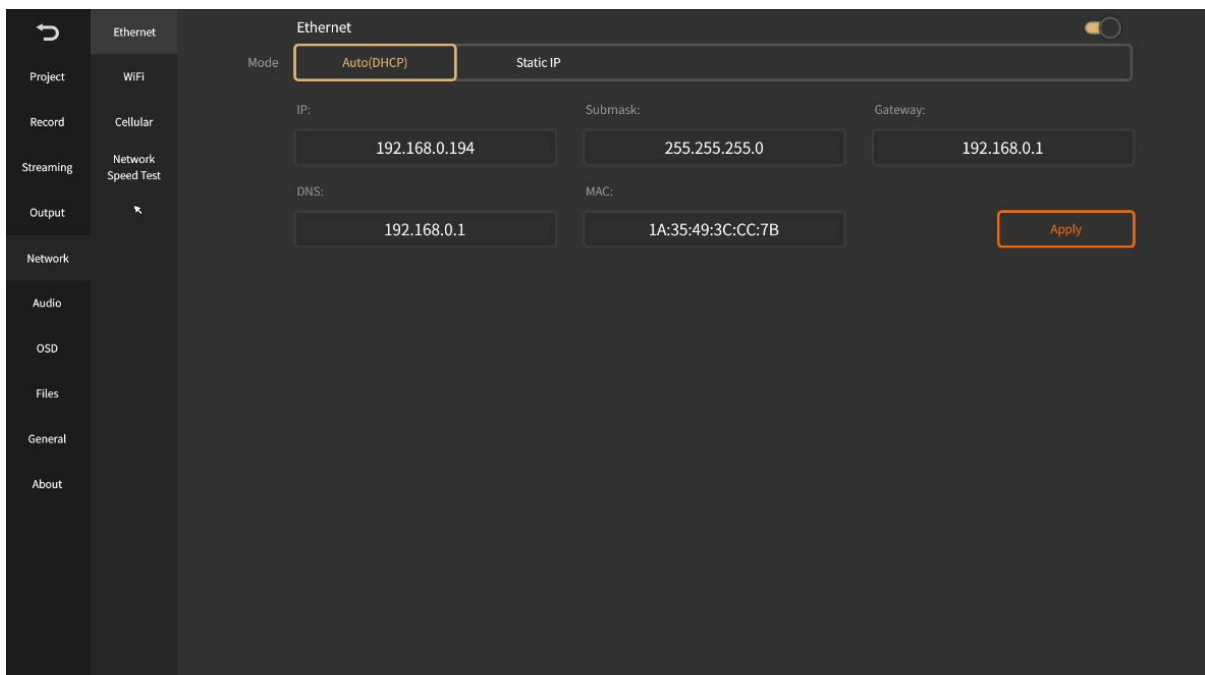 Project
Record
Streaming
Output
Network
Audio
OSD
Files
General
About
Ethernet
WiFi
Cellular
Network
Speed Test
Ethernet
Mode Auto(DHCP) Static IP
IP: Submask: Gateway:
192.168.0.194 255.255.255.0 192.168.0.1
DNS: MAC:
192.168.0.1 1A:35:49:3C:CC:7B Apply